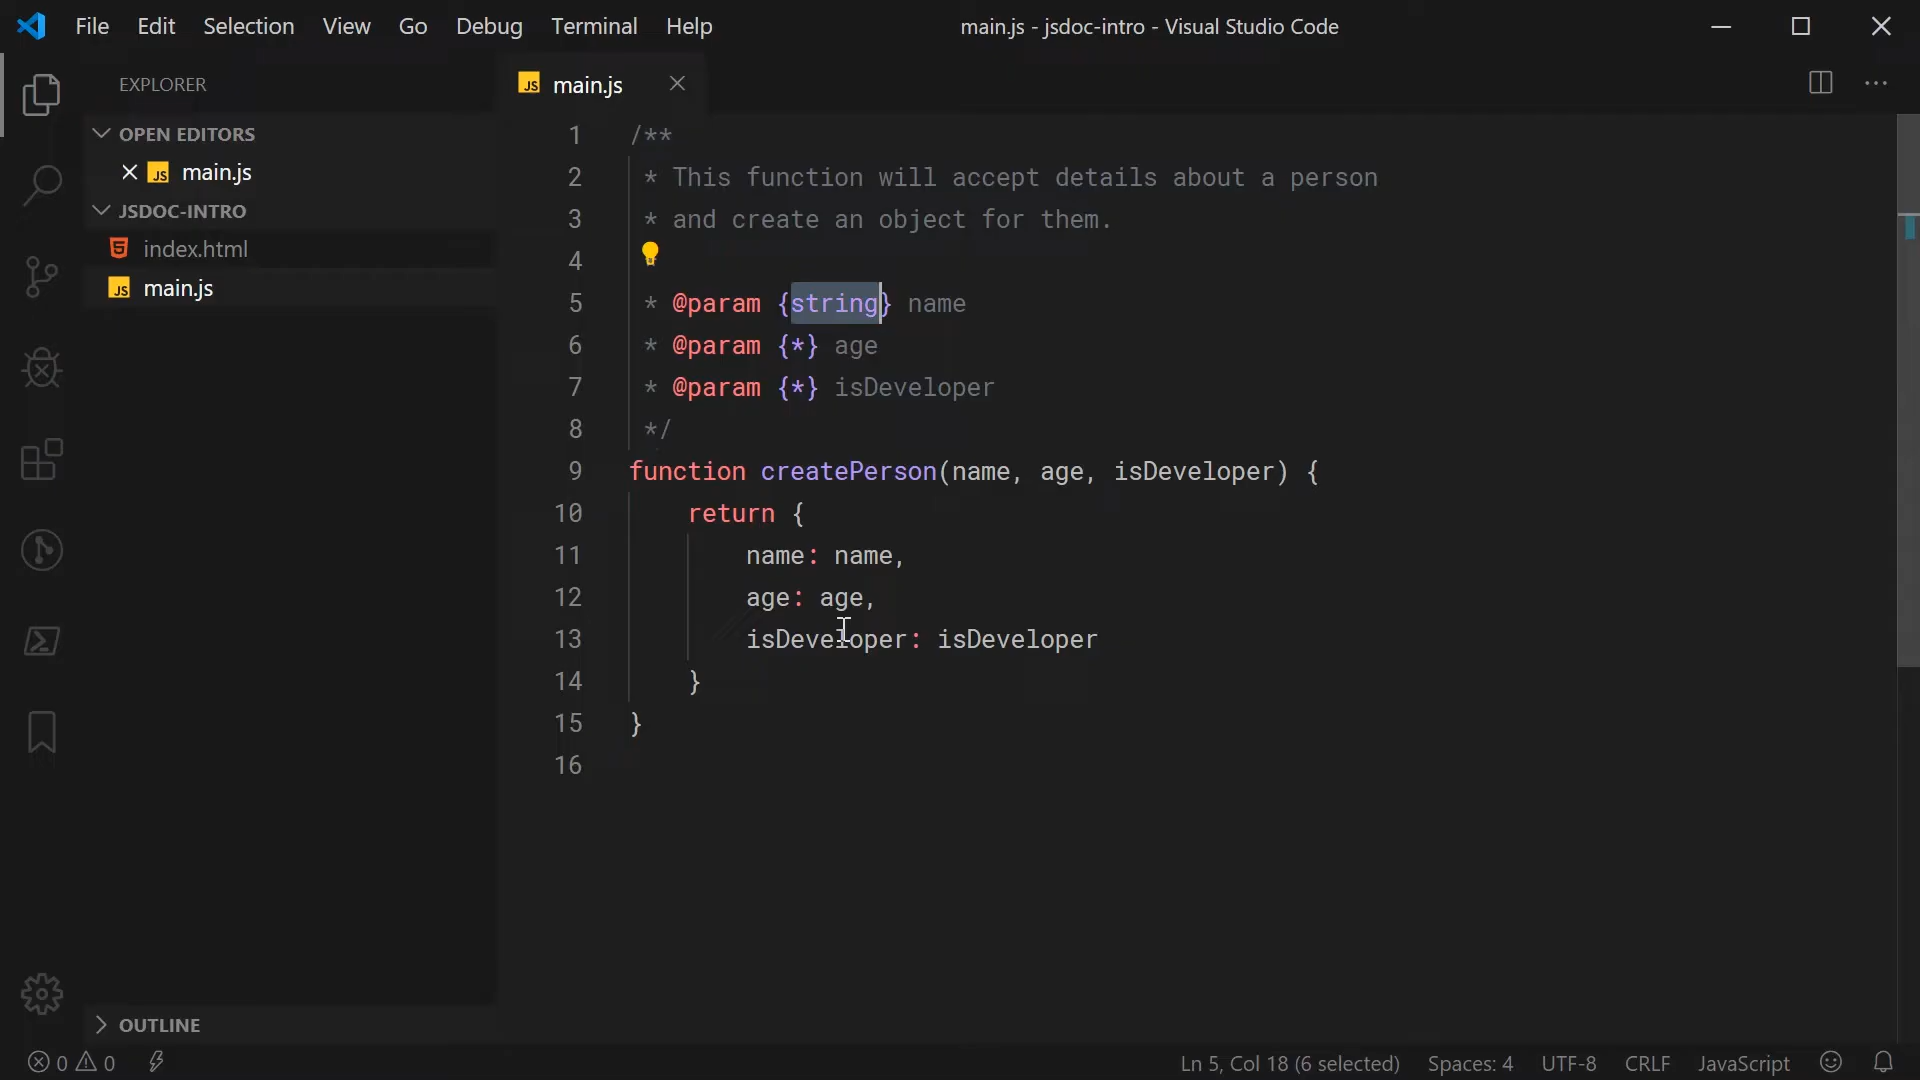 File Edit Selection View Go Debug Terminal Help main.js - jsdoc-intro - Visual Studio Code
EXPLORER
OPEN EDITORS
JS main.js
JSDOC-INTRO
index.html
JS main.js
OUTLINE
JS main.js
1 /**
2 * This function will accept details about a person
3 * and create an object for them.
4
5 * @param {string} name
6 * @param {*} age
7 * @param {*} isDeveloper
8 */
9 function createPerson(name, age, isDeveloper) {
10 return {
11 name: name,
12 age: age,
13 isDeveloper: isDeveloper
14 }
15 }
16
0 0 Ln 5, Col 18 (6 selected) Spaces: 4 UTF-8 CRLF JavaScript